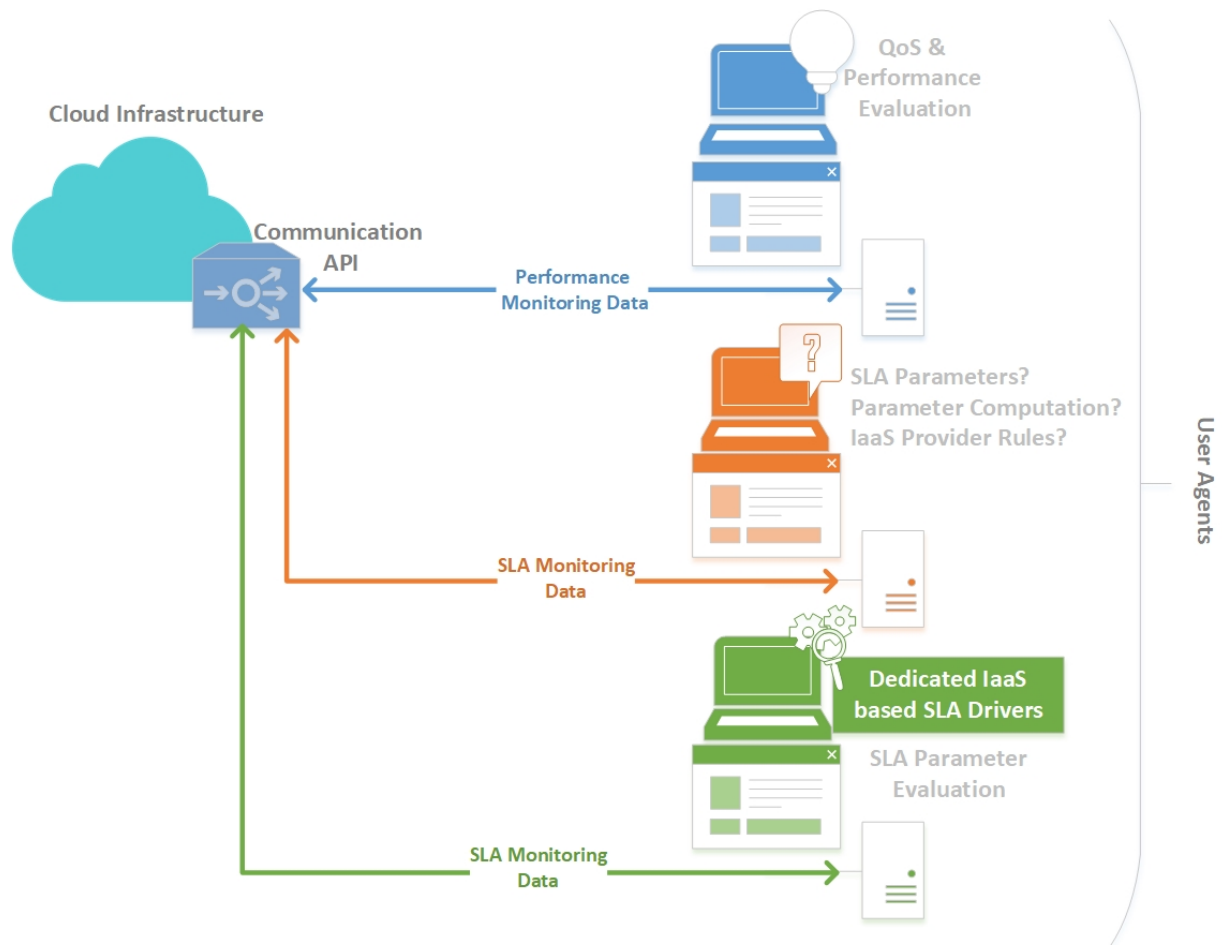 QoS &
Performance
Evaluation
Cloud Infrastructure
Communication
API
Performance
Monitoring Data
?
SLA Parameters?
Parameter Computation?
IaaS Provider Rules?
User Agents
SLA Monitoring
Data
Dedicated IaaS
based SLA Drivers
SLA Parameter
Evaluation
SLA Monitoring
Data